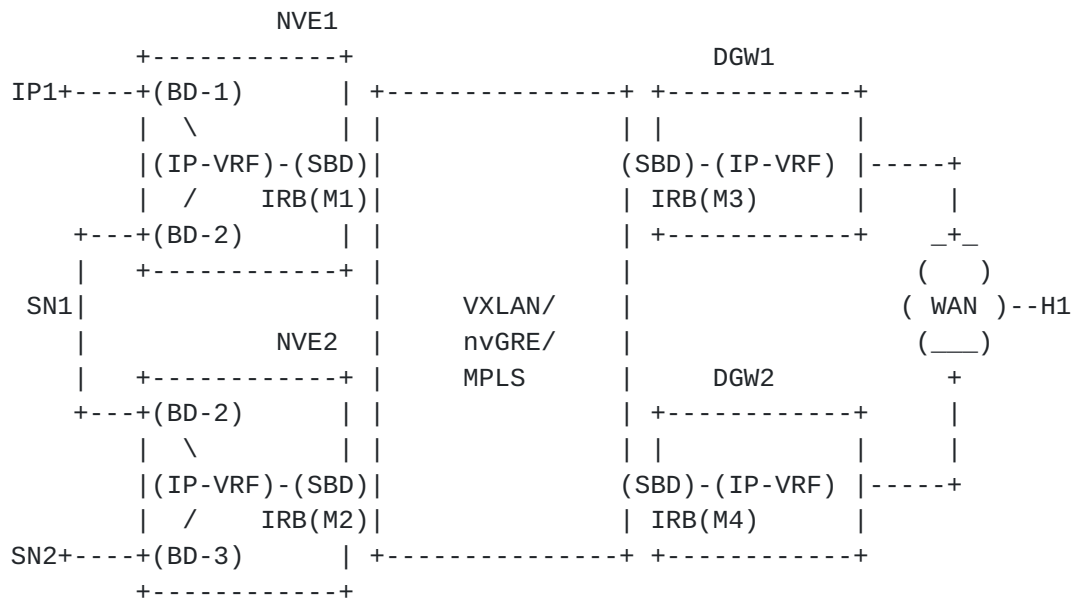 NVE1
        +------------+                       DGW1
IP1+----+(BD-1)      | +---------------+ +------------+
        |  \         | |               | |            |
        |(IP-VRF)-(SBD)|               (SBD)-(IP-VRF) |-----+
        |  /    IRB(M1)|               | IRB(M3)      |     |
    +---+(BD-2)      | |               | +------------+    _+_
    |   +------------+ |               |                  (   )
 SN1|                  |     VXLAN/    |                 ( WAN )--H1
    |            NVE2  |     nvGRE/    |                  (___)
    |   +------------+ |     MPLS      |     DGW2           +
    +---+(BD-2)      | |               | +------------+     |
        |  \         | |               | |            |     |
        |(IP-VRF)-(SBD)|               (SBD)-(IP-VRF) |-----+
        |  /    IRB(M2)|               | IRB(M4)      |
SN2+----+(BD-3)      | +---------------+ +------------+
        +------------+